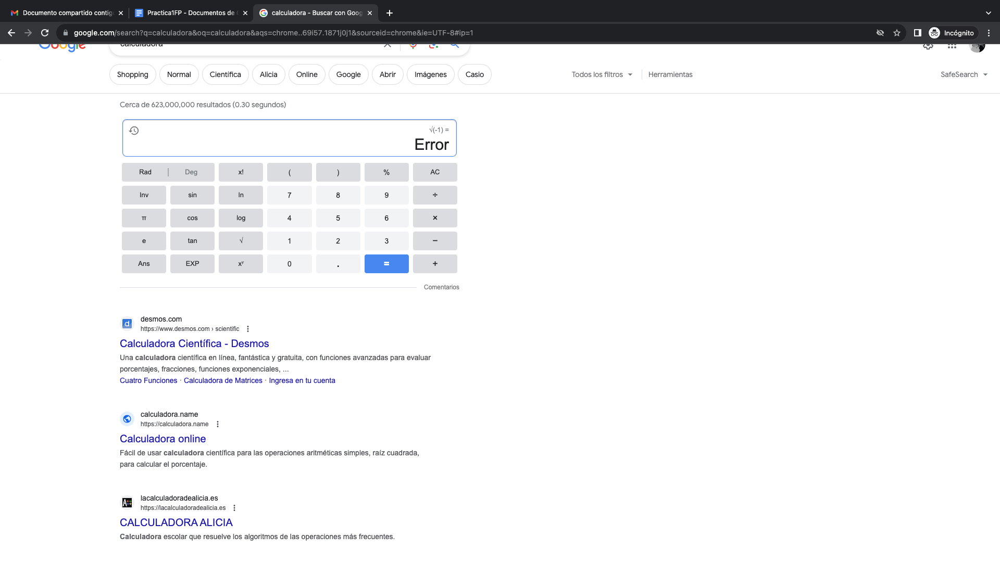 Documento compartido contig
Practica1FP - Documentos de
calculadora - Buscar con Goog
google.com/search?q=calculadora&oq=calculadora&aqs=chrome..69i57.1871j0j1&sourceid=chrome&ie=UTF-8#ip=1
Incógnito
Google
calculadora
Shopping
Normal
Científica
Alicia
Online
Google
Abrir
Imágenes
Casio
Todos los filtros
Herramientas
SafeSearch
Cerca de 623,000,000 resultados (0.30 segundos)
√(-1) =
Error
Rad | Deg x! ( ) % AC
Inv sin ln 7 8 9 ÷
π cos log 4 5 6 ×
e tan √ 1 2 3 −
Ans EXP xʸ 0 . = +
Comentarios
desmos.com
https://www.desmos.com › scientific
Calculadora Científica - Desmos
Una calculadora científica en línea, fantástica y gratuita, con funciones avanzadas para evaluar
porcentajes, fracciones, funciones exponenciales, ...
Cuatro Funciones · Calculadora de Matrices · Ingresa en tu cuenta
calculadora.name
https://calculadora.name
Calculadora online
Fácil de usar calculadora científica para las operaciones aritméticas simples, raíz cuadrada,
para calcular el porcentaje.
lacalculadoradealicia.es
https://lacalculadoradealicia.es
CALCULADORA ALICIA
Calculadora escolar que resuelve los algoritmos de las operaciones más frecuentes.